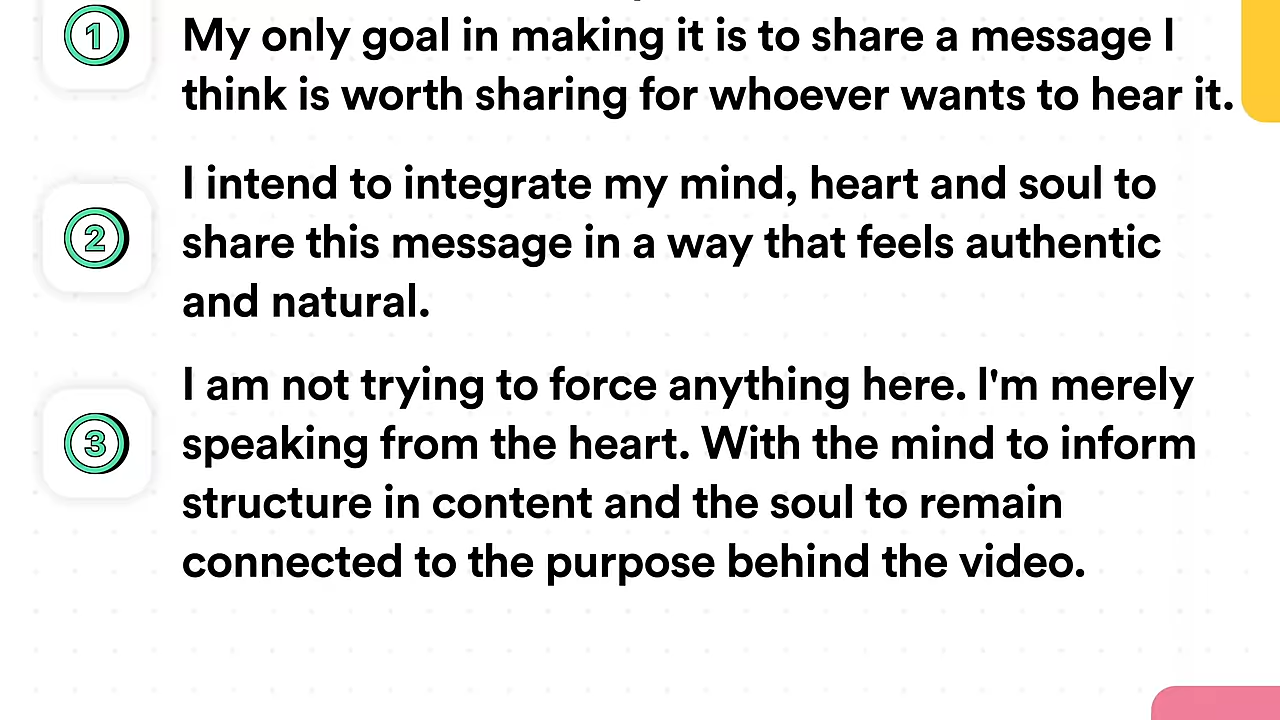 1
My only goal in making it is to share a message I
think is worth sharing for whoever wants to hear it.
2
I intend to integrate my mind, heart and soul to
share this message in a way that feels authentic
and natural.
3
I am not trying to force anything here. I'm merely
speaking from the heart. With the mind to inform
structure in content and the soul to remain
connected to the purpose behind the video.